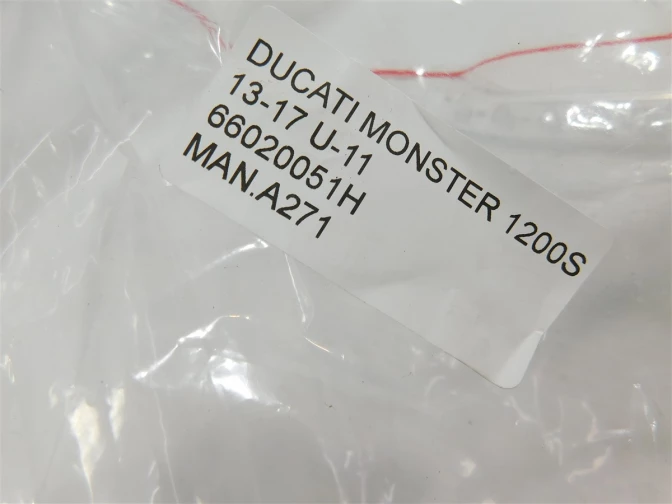 DUCATI MONSTER 1200S
13-17 U-11
66020051H
MAN.A271